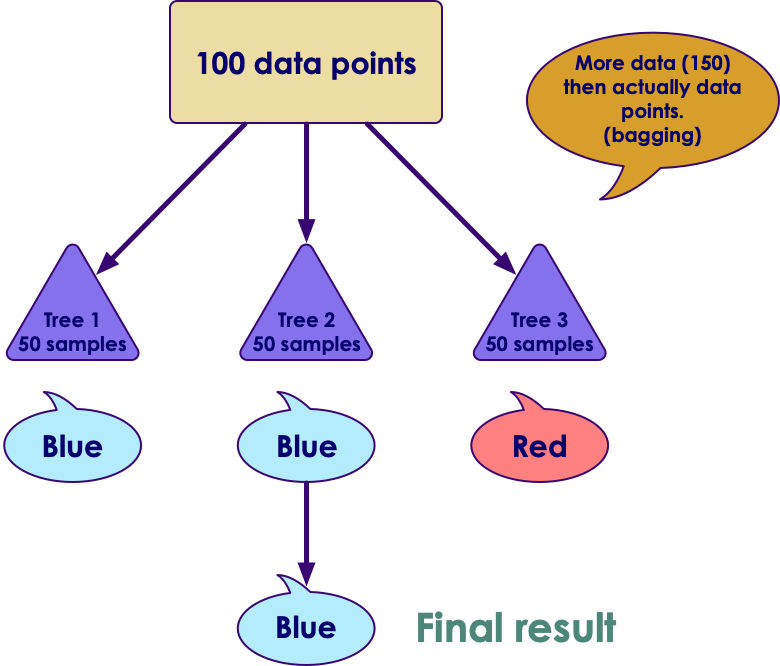 100 data points
More data (150)
then actually data
points.
(bagging)
Tree 1
50 samples
Tree 2
50 samples
Tree 3
50 samples
Blue
Blue
Red
Blue
Final result